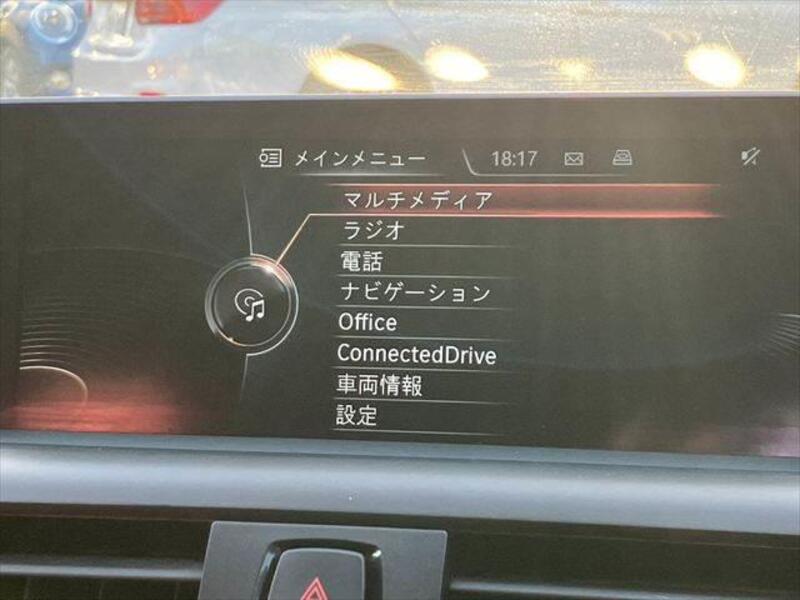 メインメニュー 18:17
マルチメディア
ラジオ
電話
ナビゲーション
Office
ConnectedDrive
車両情報
設定